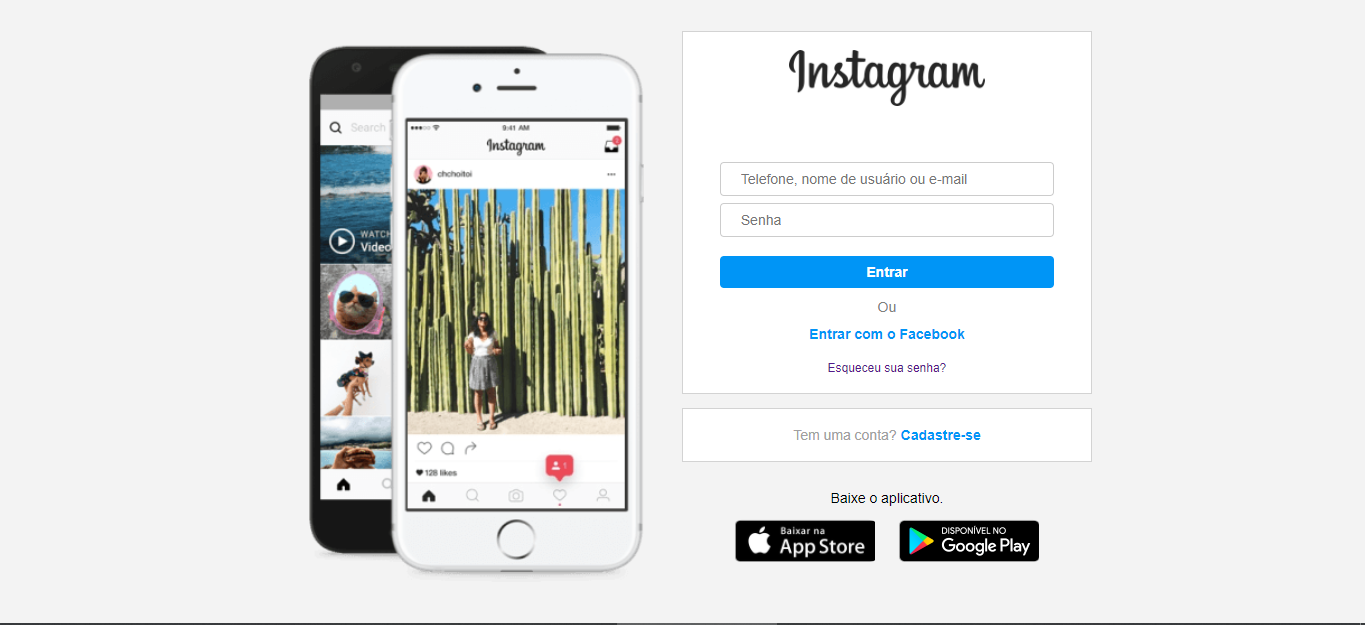 Search
WATCH
Video
9:41 AM
Instagram
chchoitoi
128 likes
1
Instagram
Telefone, nome de usuário ou e-mail
Senha
Entrar
Ou
Entrar com o Facebook
Esqueceu sua senha?
Tem uma conta? Cadastre-se
Baixe o aplicativo.
Baixar na
App Store
DISPONÍVEL NO
Google Play